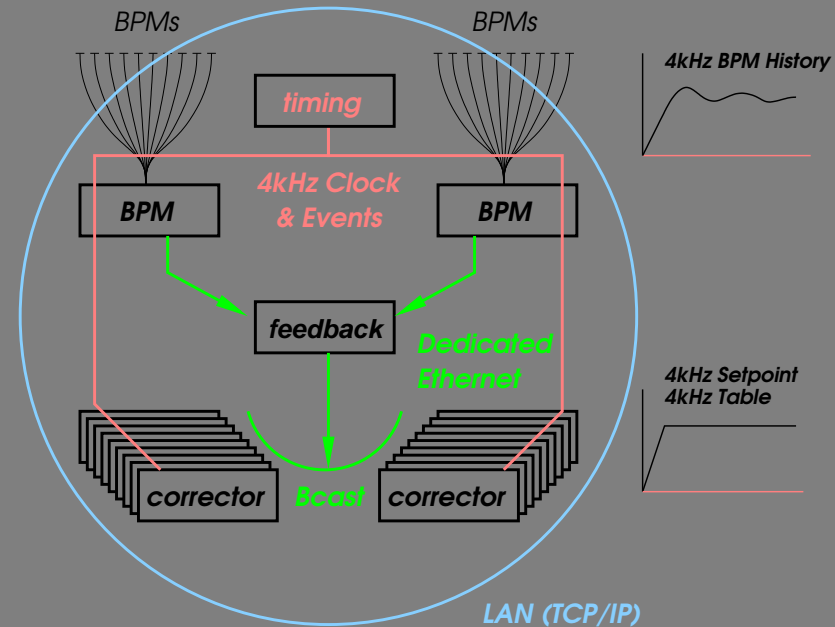 BPMs
BPMs
timing
4kHz BPM History
4kHz Clock
& Events
BPM
BPM
feedback
Dedicated
Ethernet
4kHz Setpoint
4kHz Table
corrector
Bcast
corrector
LAN (TCP/IP)